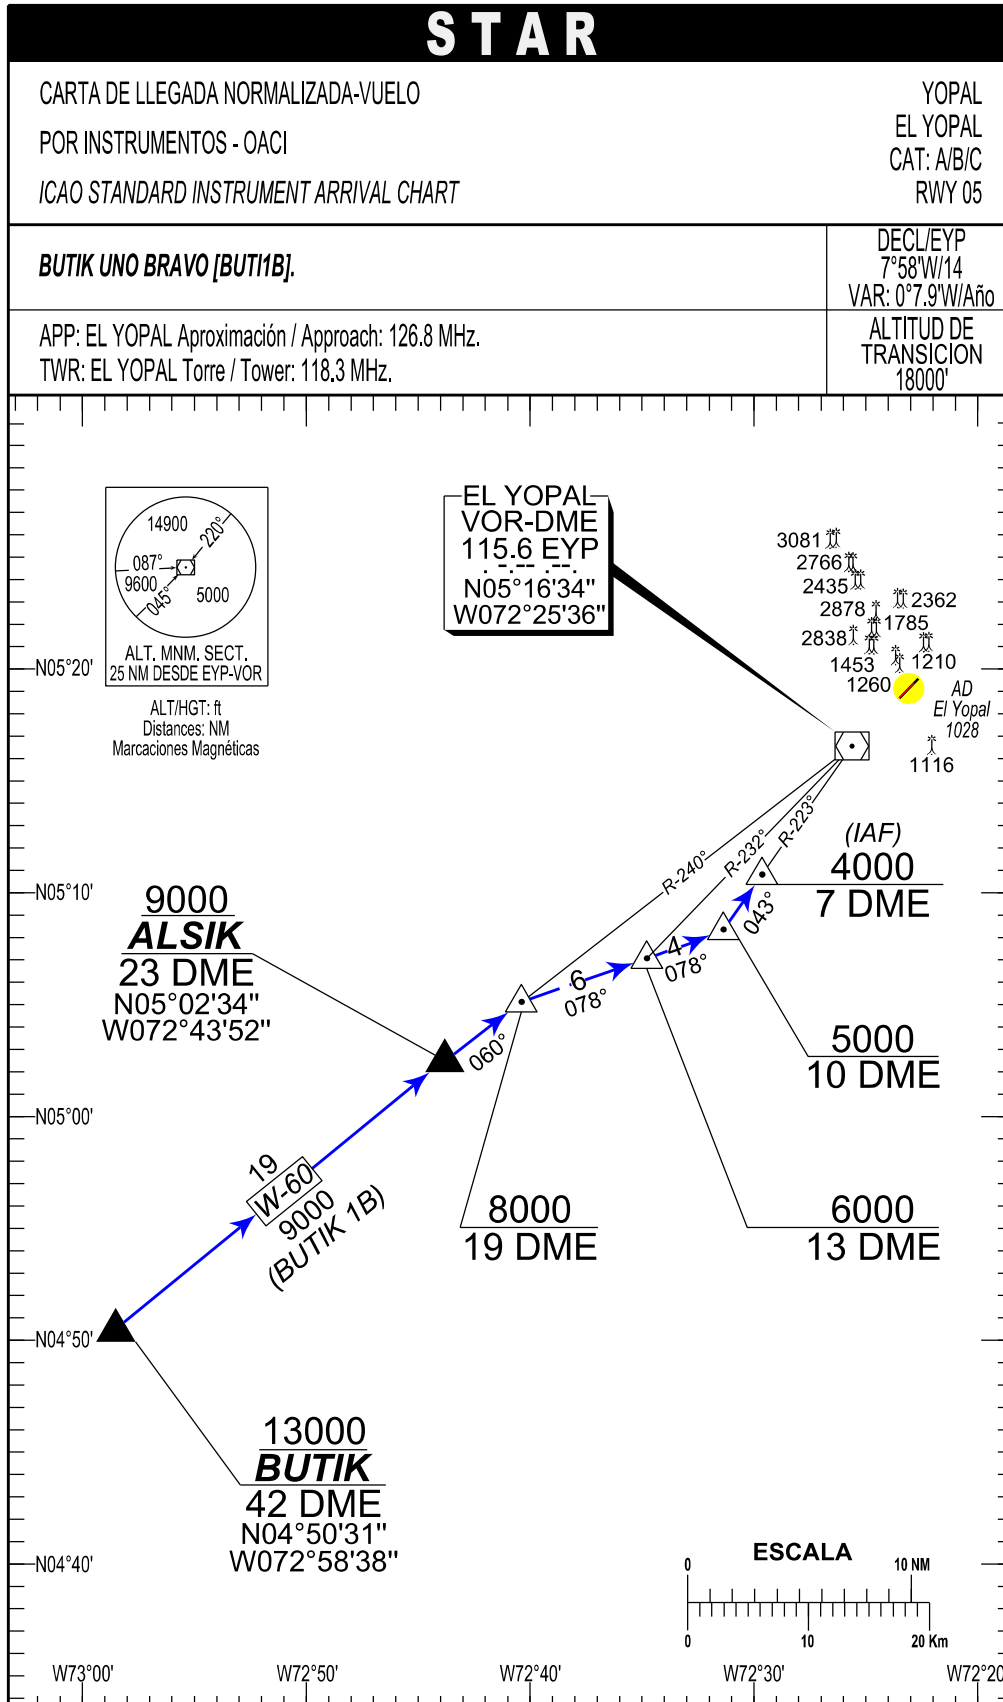 STAR
CARTA DE LLEGADA NORMALIZADA-VUELO
POR INSTRUMENTOS - OACI
ICAO STANDARD INSTRUMENT ARRIVAL CHART
YOPAL
EL YOPAL
CAT: A/B/C
RWY 05
BUTIK UNO BRAVO [BUTI1B].
DECL/EYP
7°58'W/14
VAR: 0°7.9'W/Año
APP: EL YOPAL Aproximación / Approach: 126.8 MHz.
TWR: EL YOPAL Torre / Tower: 118.3 MHz.
ALTITUD DE
TRANSICION
18000'
14900
220°
087°
9600
045°
5000
ALT. MNM. SECT.
25 NM DESDE EYP-VOR
ALT/HGT: ft
Distances: NM
Marcaciones Magnéticas
EL YOPAL
VOR-DME
115.6 EYP
. -.-- .--.
N05°16'34"
W072°25'36"
3081
2766
2435
2878
2362
1785
2838
1453
1210
1260
AD
El Yopal
1028
1116
N05°20'
N05°10'
N05°00'
N04°50'
N04°40'
R-240°
R-232°
R-223°
(IAF)
4000
7 DME
043°
4
078°
6
078°
060°
9000
ALSIK
23 DME
N05°02'34"
W072°43'52"
5000
10 DME
19
W-60
9000
(BUTIK 1B)
8000
19 DME
6000
13 DME
13000
BUTIK
42 DME
N04°50'31"
W072°58'38"
ESCALA
0
10 NM
0
10
20 Km
W73°00'
W72°50'
W72°40'
W72°30'
W72°20